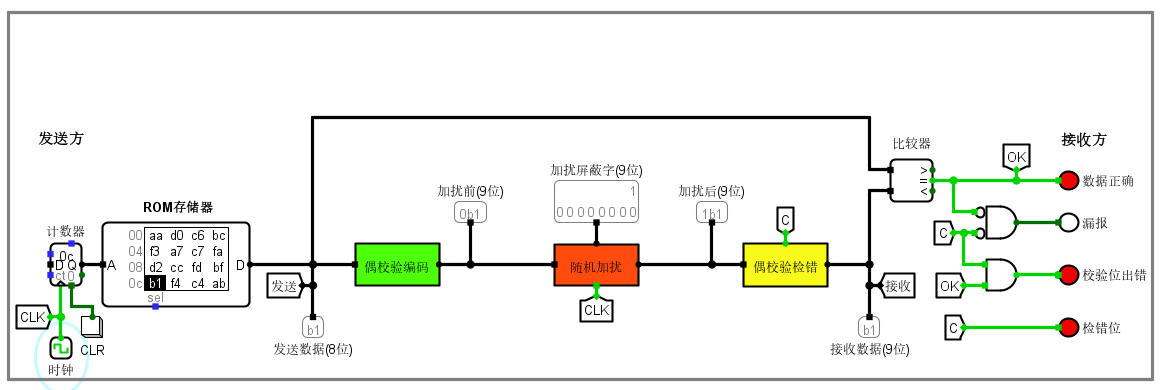 发送方
接收方
比较器
OK
数据正确
漏报
C
校验位出错
OK
C
检错位
加扰屏蔽字(9位)
1
00000000
加扰前(9位)
0b1
加扰后(9位)
1b1
C
ROM存储器
00 aa d0 c6 bc
04 f3 a7 c7 fa
08 d2 cc fd bf
0c b1 f4 c4 ab
A
D
sel
计数器
0c
D Q
ct 0
偶校验编码
随机加扰
偶校验检错
发送
接收
CLK
CLK
b1
b1
发送数据(8位)
接收数据(9位)
CLR
时钟